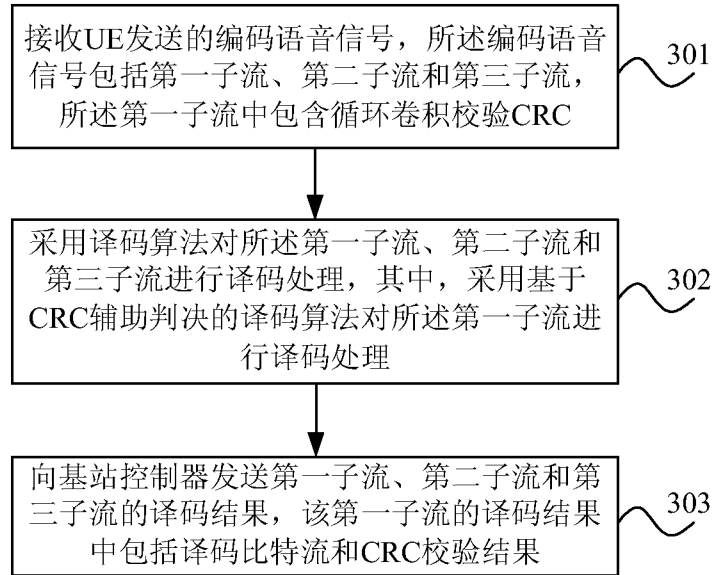 接收UE发送的编码语音信号，所述编码语音
信号包括第一子流、第二子流和第三子流，
所述第一子流中包含循环卷积校验CRC
301
采用译码算法对所述第一子流、第二子流和
第三子流进行译码处理，其中，采用基于
CRC辅助判决的译码算法对所述第一子流进
行译码处理
302
向基站控制器发送第一子流、第二子流和第
三子流的译码结果，该第一子流的译码结果
中包括译码比特流和CRC校验结果
303